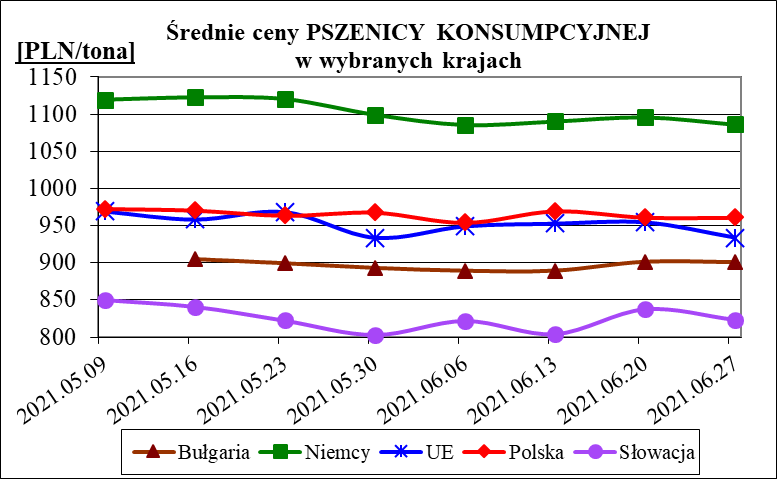 Średnie ceny PSZENICY KONSUMPCYJNEJ
w wybranych krajach
[PLN/tona]
1150
1100
1050
1000
950
900
850
800
2021.05.09
2021.05.16
2021.05.23
2021.05.30
2021.06.06
2021.06.13
2021.06.20
2021.06.27
Bułgaria
Niemcy
UE
Polska
Słowacja